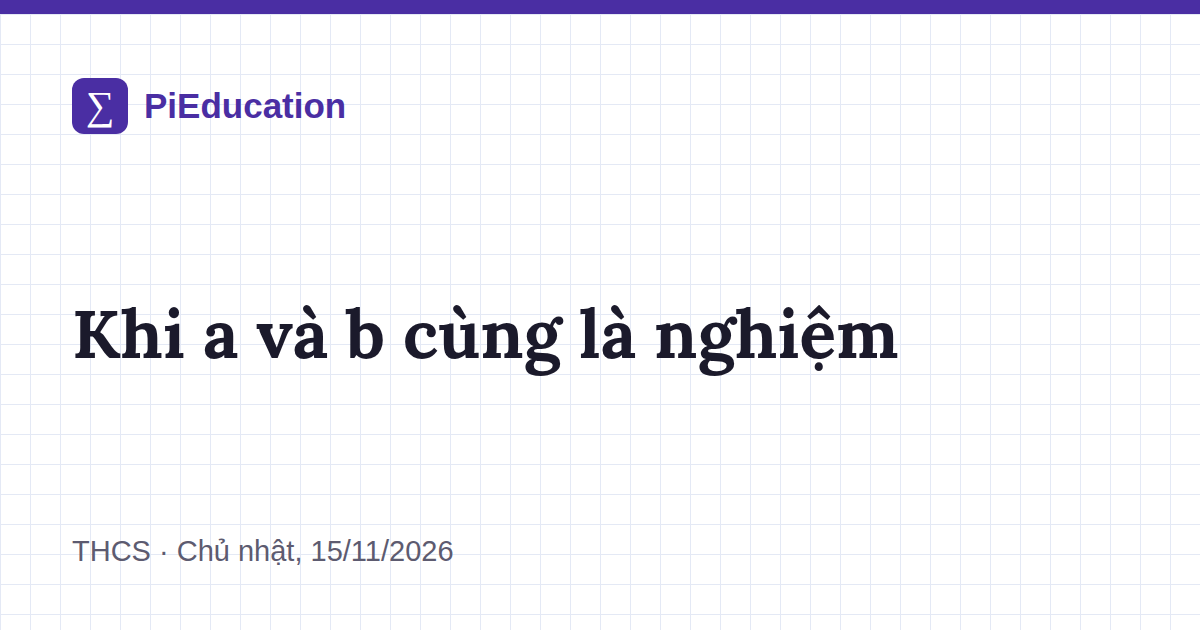 ∑ PiEducation
Khi a và b cùng là nghiệm
THCS · Chủ nhật, 15/11/2026